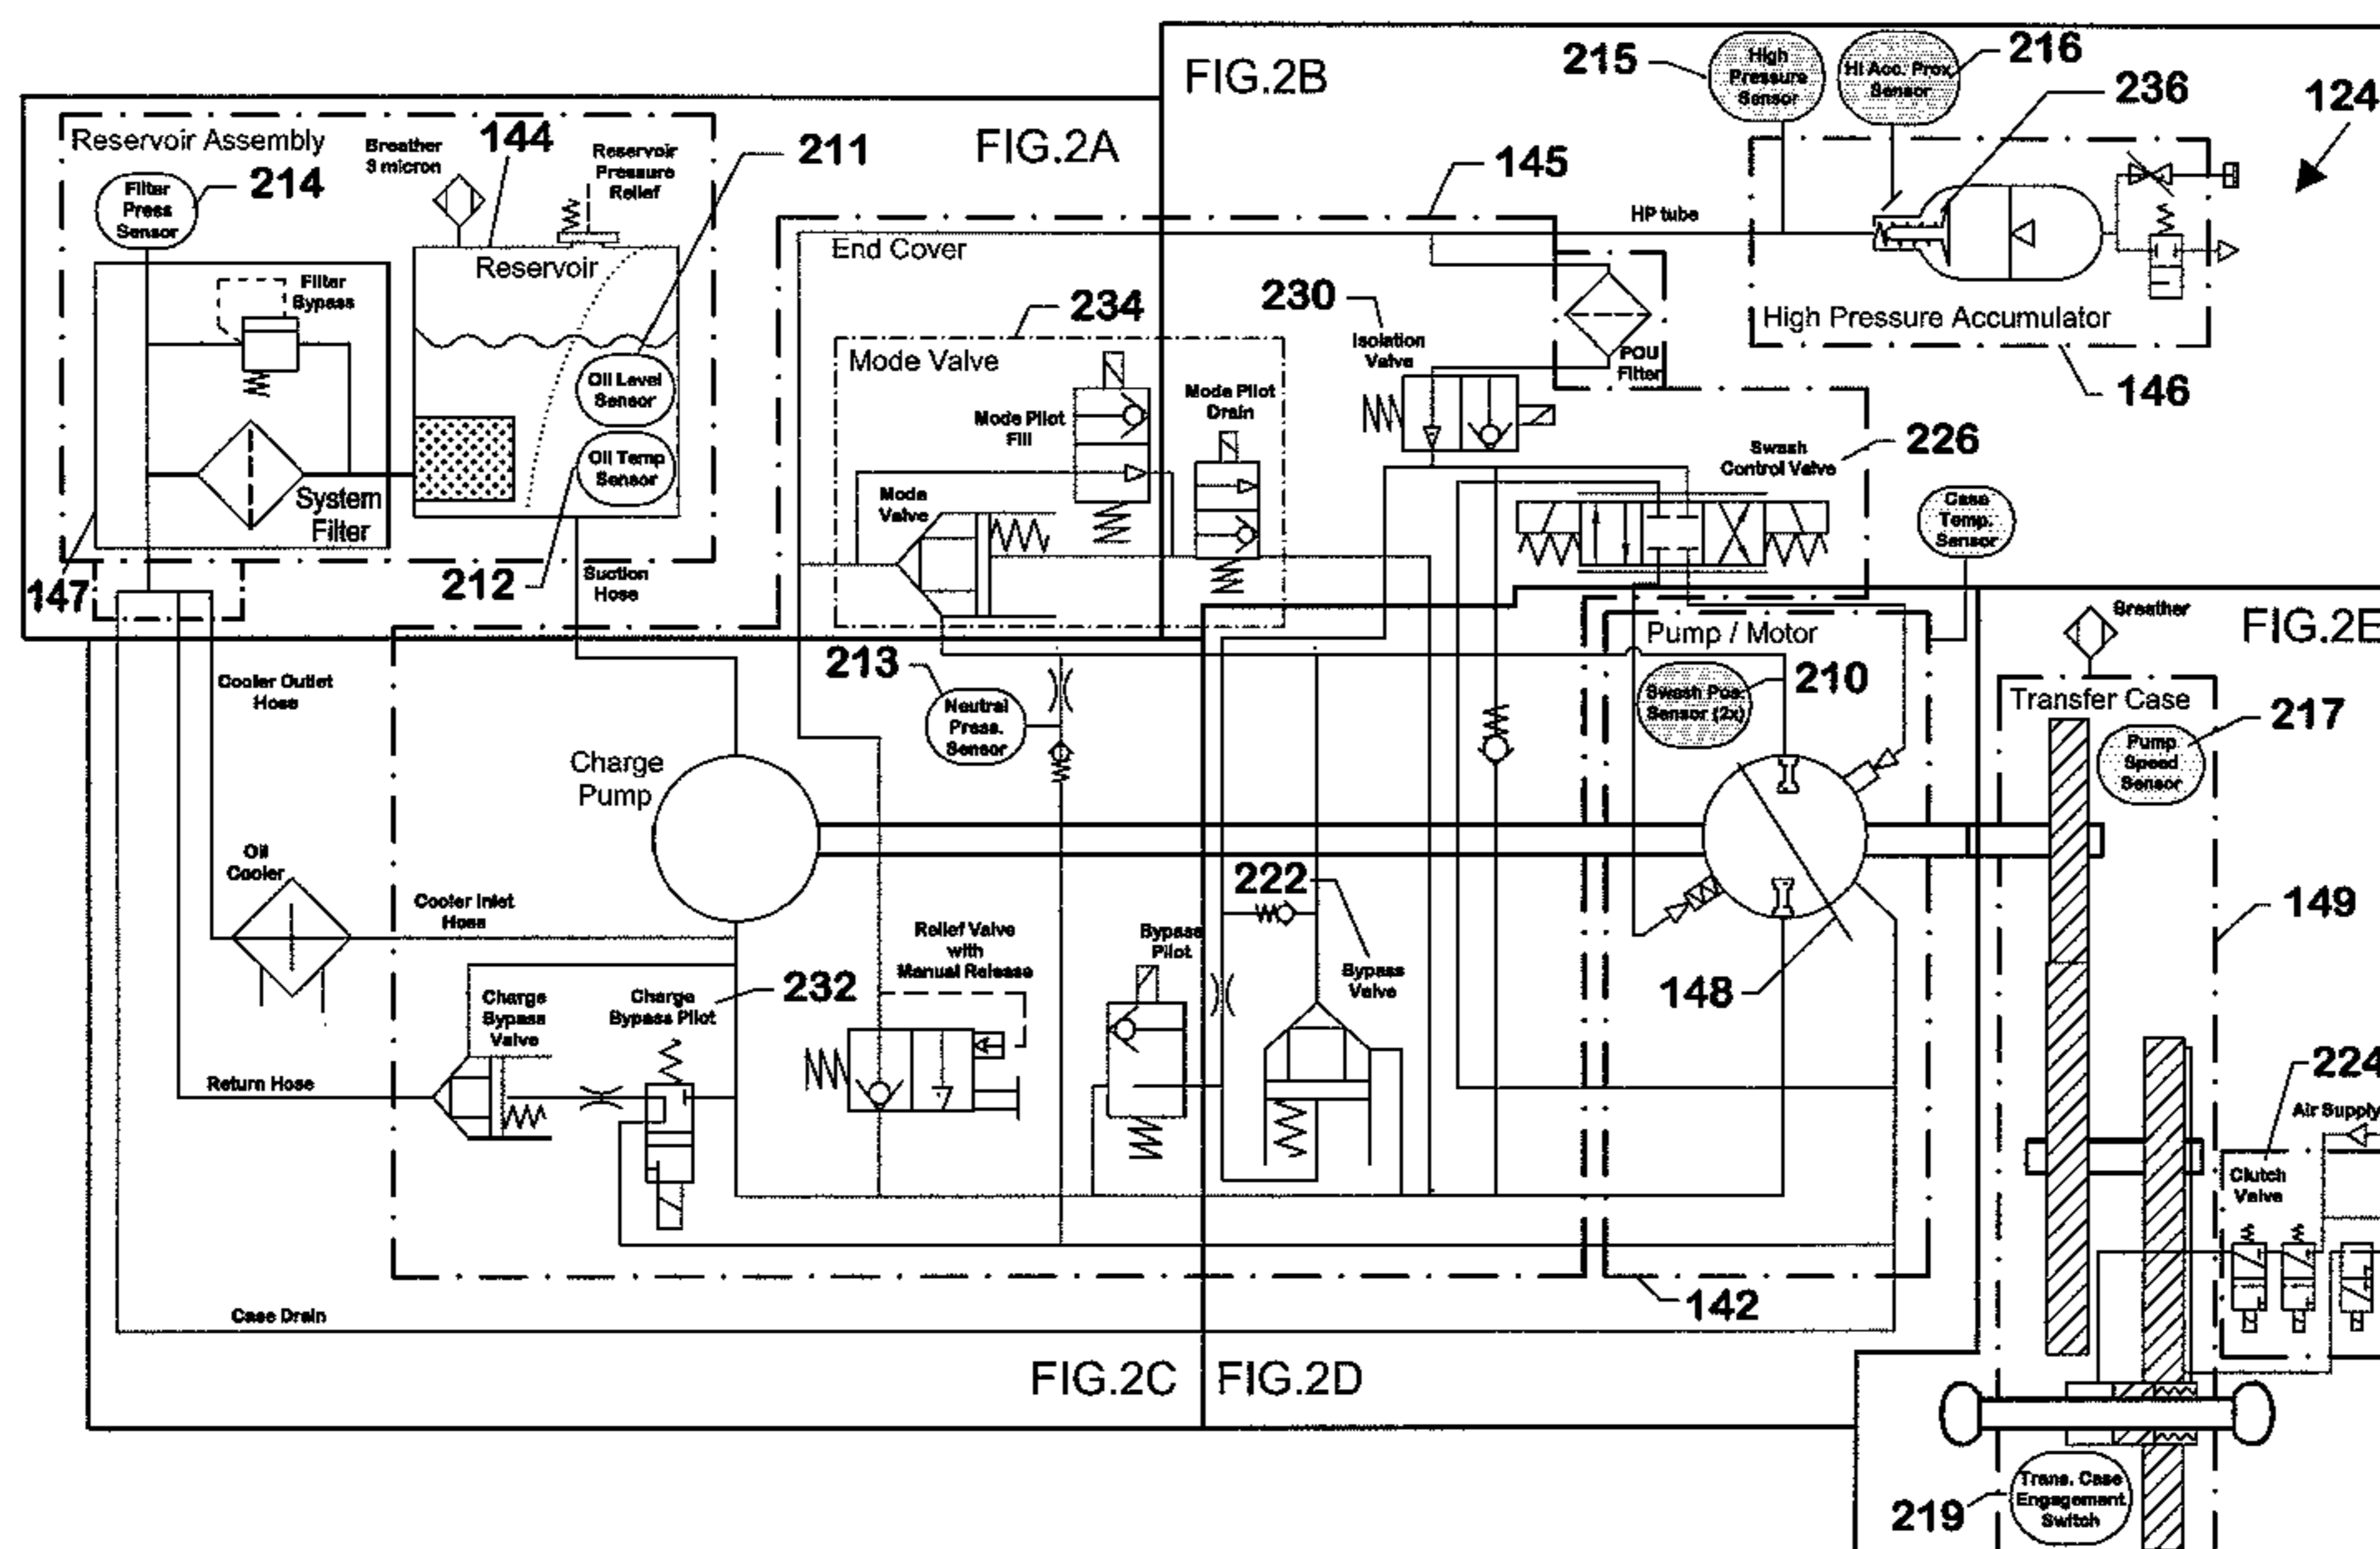 FIG.2B
215
High
Pressure
Sensor
Hi Acc. Prox.
Sensor
216
236
124
Reservoir Assembly
Breather
3 micron
144
Reservoir
Pressure
Relief
211
FIG.2A
145
HP tube
Filter
Press
Sensor
214
Filter
Bypass
Reservoir
End Cover
234
230
Isolation
Valve
POU
Filter
High Pressure Accumulator
146
Mode Valve
Oil Level
Sensor
Oil Temp
Sensor
Mode Pilot
Fill
Mode Pilot
Drain
Swash
Control Valve
226
Mode
Valve
System
Filter
Case
Temp.
Sensor
147
212
Suction
Hose
Breather
FIG.2E
Pump / Motor
213
Neutral
Press.
Sensor
Swash Pos.
Sensor (2x)
210
Transfer Case
217
Pump
Speed
Sensor
Cooler Outlet
Hose
Charge
Pump
Oil
Cooler
Cooler Inlet
Hose
222
149
Relief Valve
with
Manual Release
Bypass
Pilot
Bypass
Valve
148
Charge
Bypass
Valve
Charge
Bypass Pilot
232
Return Hose
224
Air Supply
Clutch
Valve
142
Case Drain
FIG.2C
FIG.2D
Trans. Case
Engagement
Switch
219